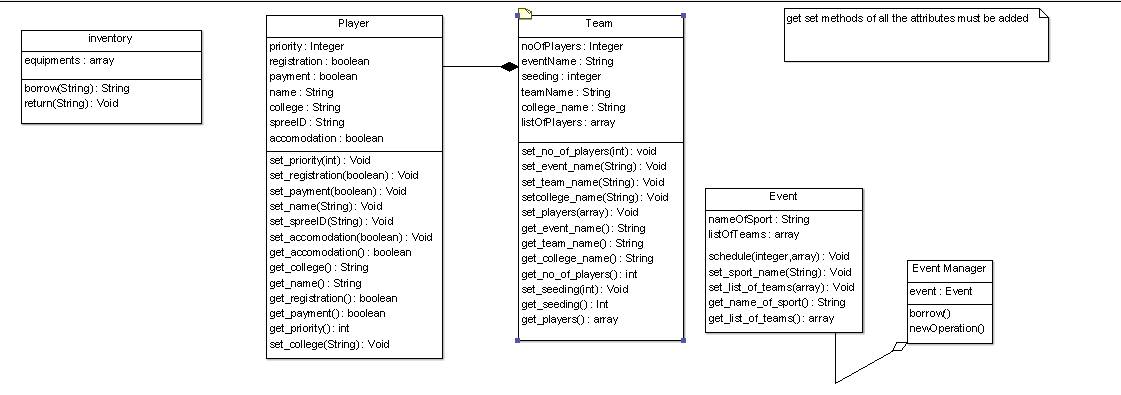 inventory
equipments : array
borrow(String) : String
return(String) : Void
Player
priority : Integer
registration : boolean
payment : boolean
name : String
college : String
spreeID : String
accomodation : boolean
set_priority(int) : Void
set_registration(boolean) : Void
set_payment(boolean) : Void
set_name(String) : Void
set_spreeID(String) : Void
set_accomodation(boolean) : Void
get_accomodation() : boolean
get_college() : String
get_name() : String
get_registration() : boolean
get_payment() : boolean
get_priority() : int
set_college(String) : Void
Team
noOfPlayers : Integer
eventName : String
seeding : integer
teamName : String
college_name : String
listOfPlayers : array
set_no_of_players(int) : void
set_event_name(String) : Void
set_team_name(String) : Void
setcollege_name(String) : Void
set_players(array) : Void
get_event_name() : String
get_team_name() : String
get_college_name() : String
get_no_of_players() : int
set_seeding(int) : Void
get_seeding() : Int
get_players() : array
get set methods of all the attributes must be added
Event
nameOfSport : String
listOfTeams : array
schedule(integer,array) : Void
set_sport_name(String) : Void
set_list_of_teams(array) : Void
get_name_of_sport() : String
get_list_of_teams() : array
Event Manager
event : Event
borrow()
newOperation()